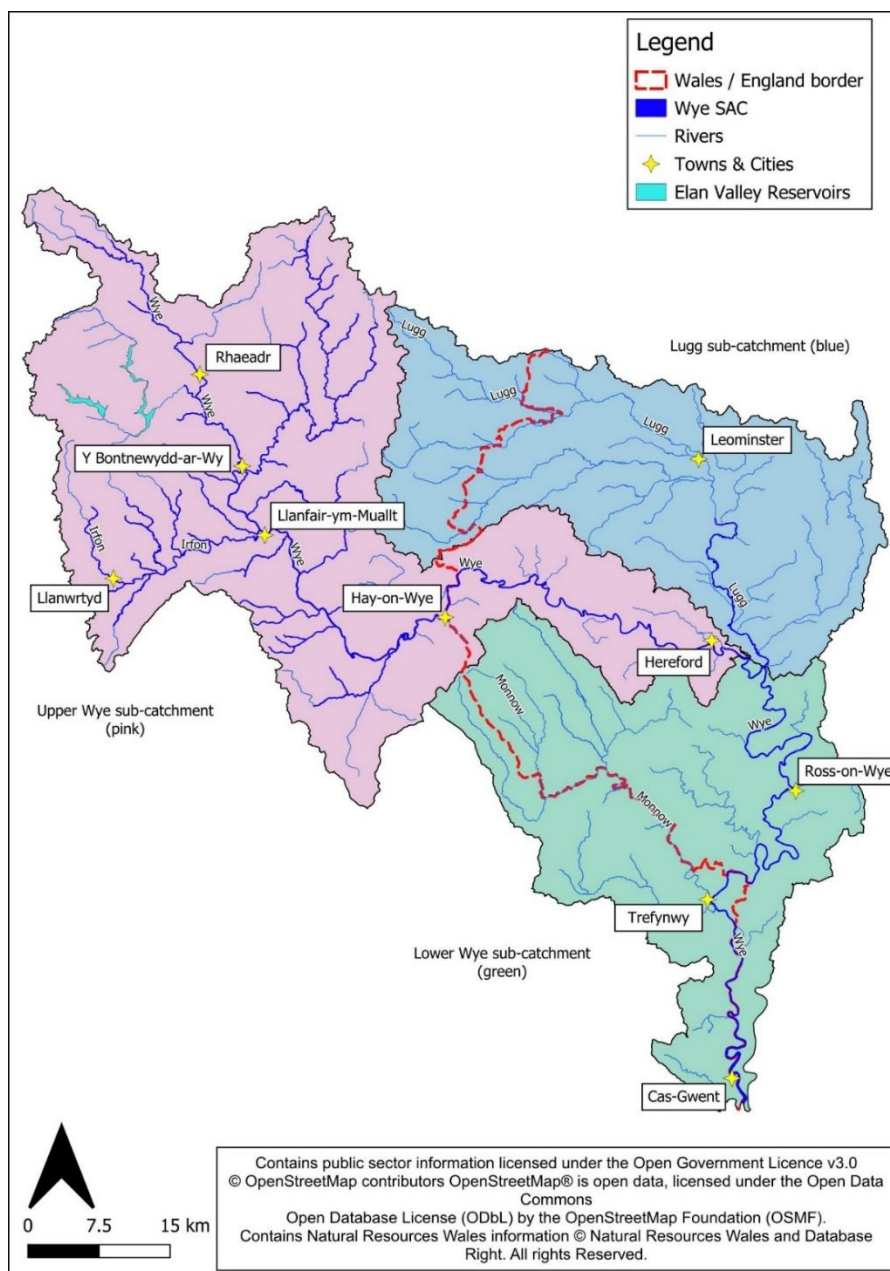 Legend
Wales / England border
Wye SAC
Rivers
Towns & Cities
Elan Valley Reservoirs
Wye
Lugg
Lugg sub-catchment (blue)
Rhaeadr
Lugg
Wye
Lugg
Leominster
Y Bontnewydd-ar-Wy
Llanfair-ym-Muallt
Irfon
Irfon
Wye
Wye
Llanwrtyd
Hay-on-Wye
Lugg
Hereford
Monnow
Upper Wye sub-catchment
(pink)
Wye
Ross-on-Wye
Monnow
Trefynwy
Wye
Lower Wye sub-catchment
(green)
Cas-Gwent
0 7.5 15 km
Contains public sector information licensed under the Open Government Licence v3.0
© OpenStreetMap contributors OpenStreetMap® is open data, licensed under the Open Data
Commons
Open Database License (ODbL) by the OpenStreetMap Foundation (OSMF).
Contains Natural Resources Wales information © Natural Resources Wales and Database
Right. All rights Reserved.